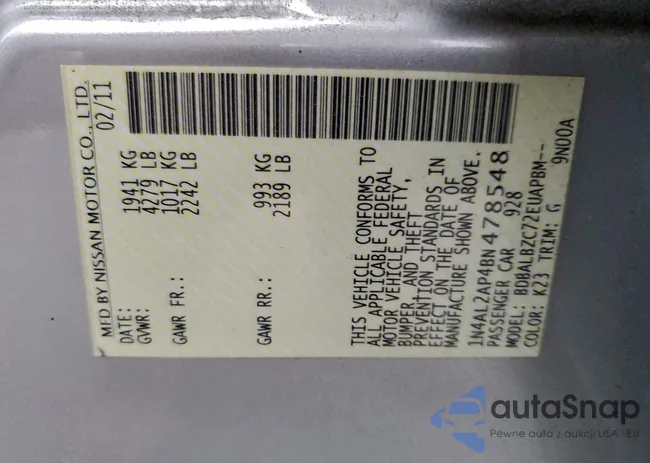 MFD BY NISSAN MOTOR CO., LTD.
DATE: 02/11
GVWR: 1941 KG
4279 LB
GAWR FR.: 1017 KG
2242 LB
GAWR RR.: 993 KG
2189 LB
THIS VEHICLE CONFORMS TO
ALL APPLICABLE FEDERAL
MOTOR VEHICLE SAFETY,
BUMPER, AND THEFT
PREVENTION STANDARDS IN
EFFECT ON THE DATE OF
MANUFACTURE SHOWN ABOVE.
1N4AL2AP4BN478548
PASSENGER CAR 928
MODEL: BDBALBZC72EUAPBM--
COLOR: K23 TRIM: G 9N00A
autaSnap
Pewne auta z aukcji USA - EU